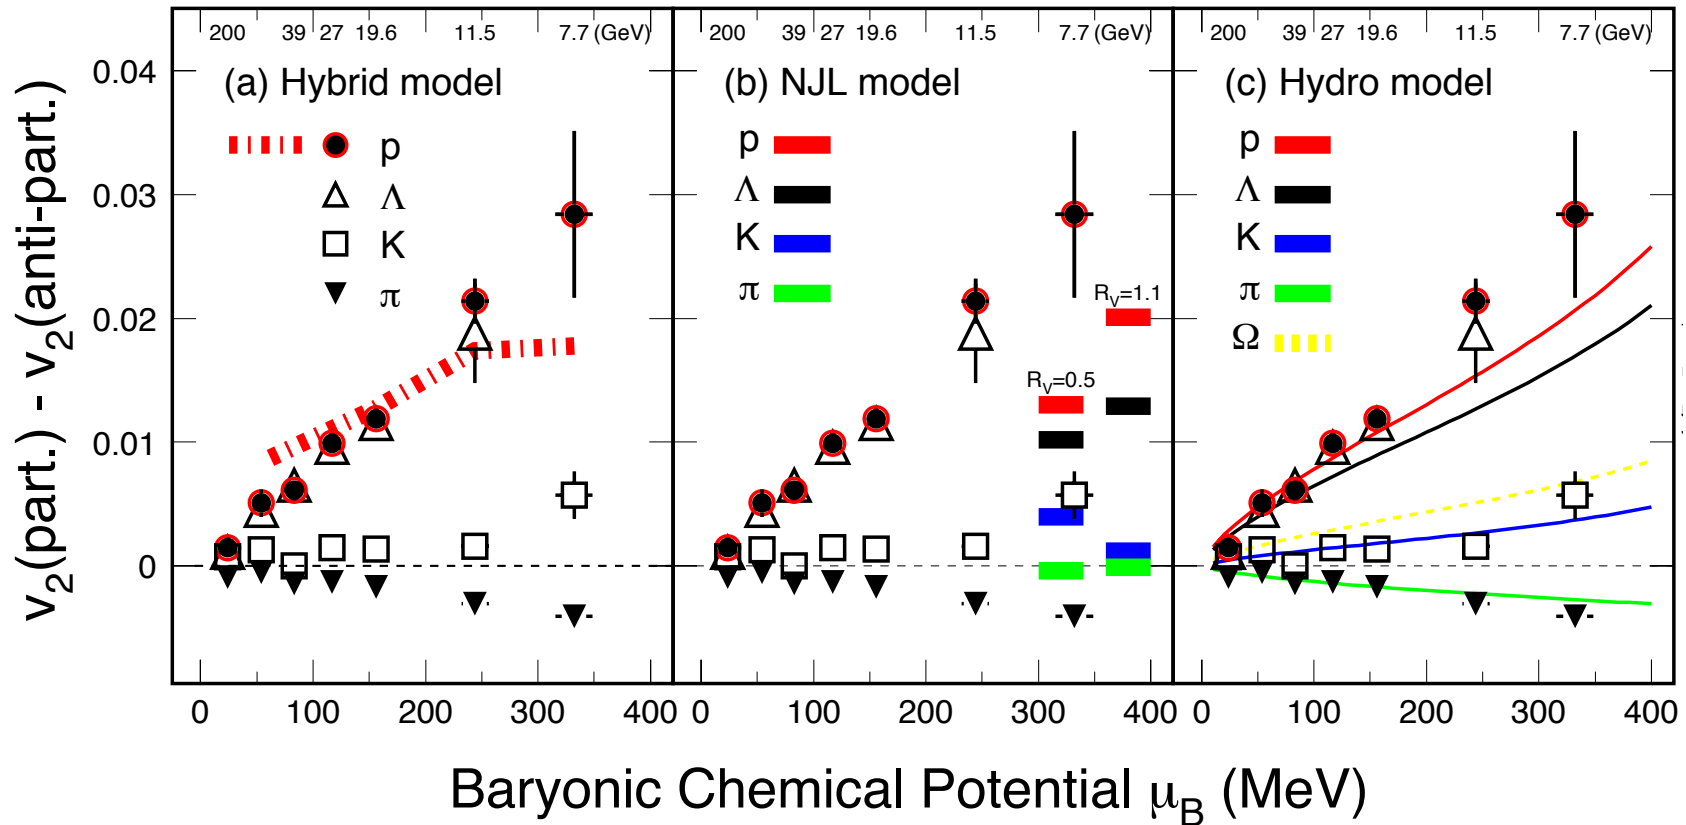 v₂(part.) - v₂(anti-part.)
0.04
0.03
0.02
0.01
0
200 39 27 19.6 11.5 7.7 (GeV)
(a) Hybrid model
p
Λ
K
π
0 100 200 300 400
200 39 27 19.6 11.5 7.7 (GeV)
(b) NJL model
p
Λ
K
π
R_V=1.1
R_V=0.5
0 100 200 300 400
200 39 27 19.6 11.5 7.7 (GeV)
(c) Hydro model
p
Λ
K
π
Ω
0 100 200 300 400
Baryonic Chemical Potential μ_B (MeV)